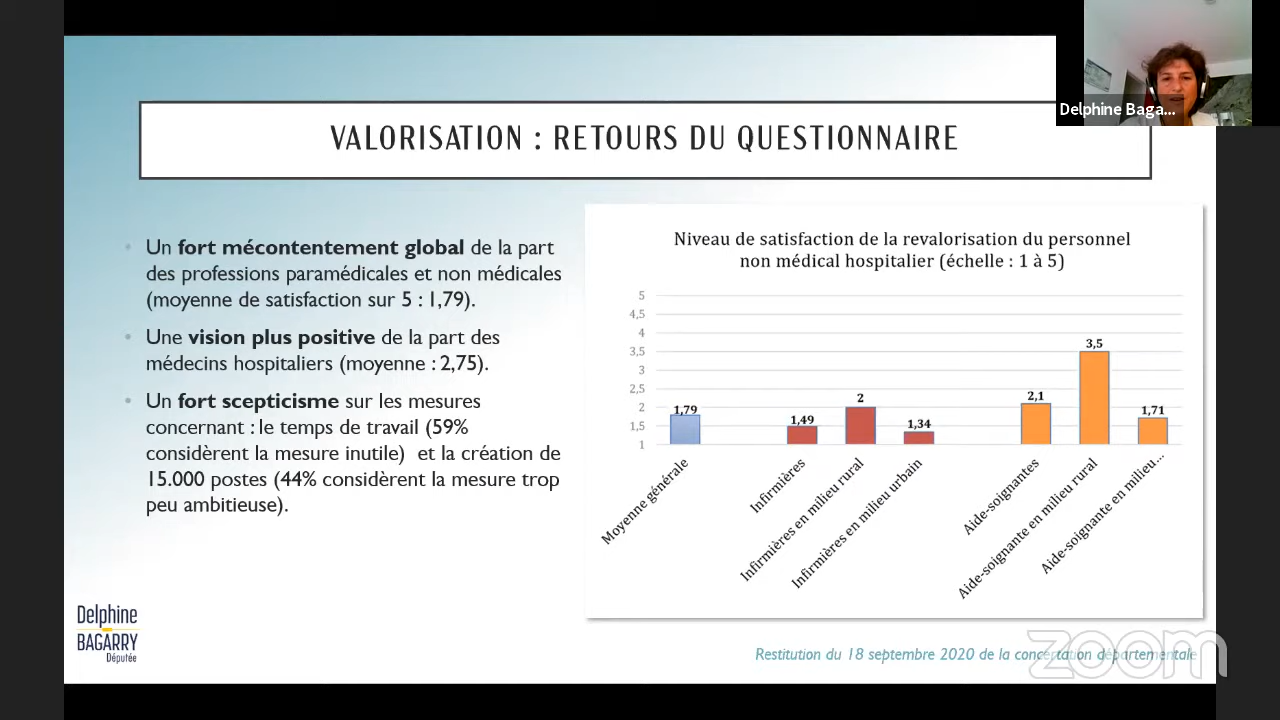 Delphine Baga...
VALORISATION : RETOURS DU QUESTIONNAIRE
Un fort mécontentement global de la part
des professions paramédicales et non médicales
(moyenne de satisfaction sur 5 : 1,79).
Une vision plus positive de la part des
médecins hospitaliers (moyenne : 2,75).
Un fort scepticisme sur les mesures
concernant : le temps de travail (59%
considèrent la mesure inutile) et la création de
15.000 postes (44% considèrent la mesure trop
peu ambitieuse).
Niveau de satisfaction de la revalorisation du personnel
non médical hospitalier (échelle : 1 à 5)
5
4,5
4
3,5
3
2,5
2
1,5
1
1,79
1,49
2
1,34
2,1
3,5
1,71
Moyenne générale
Infirmières
Infirmières en milieu rural
Infirmières en milieu urbain
Aide-soignantes
Aide-soignante en milieu rural
Aide-soignante en milieu...
Delphine
BAGARRY
Députée
Restitution du 18 septembre 2020 de la concertation départementale
zoom